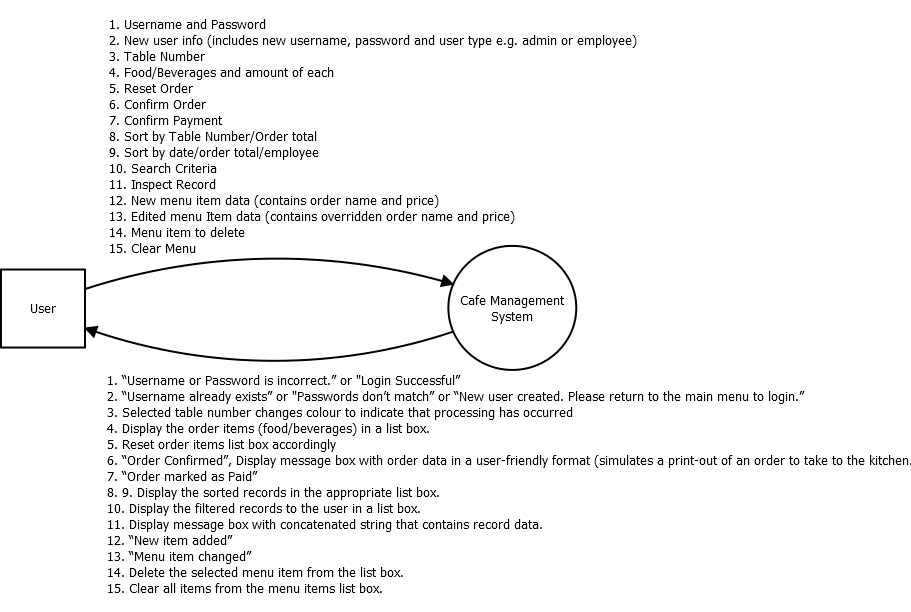 1. Username and Password
2. New user info (includes new username, password and user type e.g. admin or employee)
3. Table Number
4. Food/Beverages and amount of each
5. Reset Order
6. Confirm Order
7. Confirm Payment
8. Sort by Table Number/Order total
9. Sort by date/order total/employee
10. Search Criteria
11. Inspect Record
12. New menu item data (contains order name and price)
13. Edited menu Item data (contains overridden order name and price)
14. Menu item to delete
15. Clear Menu
User
Cafe Management
System
1. “Username or Password is incorrect.” or "Login Successful”
2. “Username already exists” or "Passwords don’t match” or “New user created. Please return to the main menu to login.”
3. Selected table number changes colour to indicate that processing has occurred
4. Display the order items (food/beverages) in a list box.
5. Reset order items list box accordingly
6. “Order Confirmed”, Display message box with order data in a user-friendly format (simulates a print-out of an order to take to the kitchen.
7. “Order marked as Paid”
8. 9. Display the sorted records in the appropriate list box.
10. Display the filtered records to the user in a list box.
11. Display message box with concatenated string that contains record data.
12. “New item added”
13. “Menu item changed”
14. Delete the selected menu item from the list box.
15. Clear all items from the menu items list box.